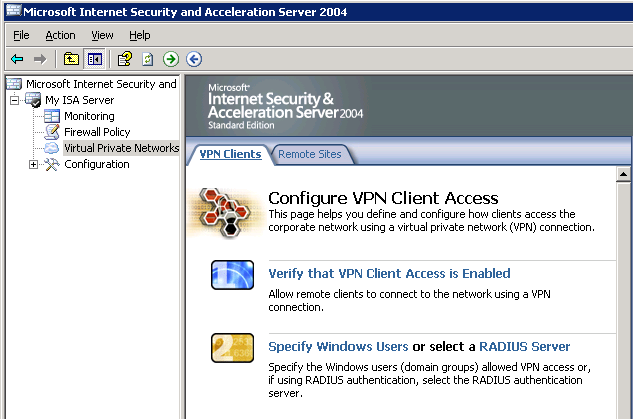 Microsoft Internet Security and Acceleration Server 2004
File Action View Help
Microsoft Internet Security and
My ISA Server
Monitoring
Firewall Policy
Virtual Private Networks
Configuration
Microsoft
Internet Security &
Acceleration Server2004
Standard Edition
VPN Clients Remote Sites
Configure VPN Client Access
This page helps you define and configure how clients access the
corporate network using a virtual private network (VPN) connection.
Verify that VPN Client Access is Enabled
Allow remote clients to connect to the network using a VPN
connection.
Specify Windows Users or select a RADIUS Server
Specify the Windows users (domain groups) allowed VPN access or,
if using RADIUS authentication, select the RADIUS authentication
server.